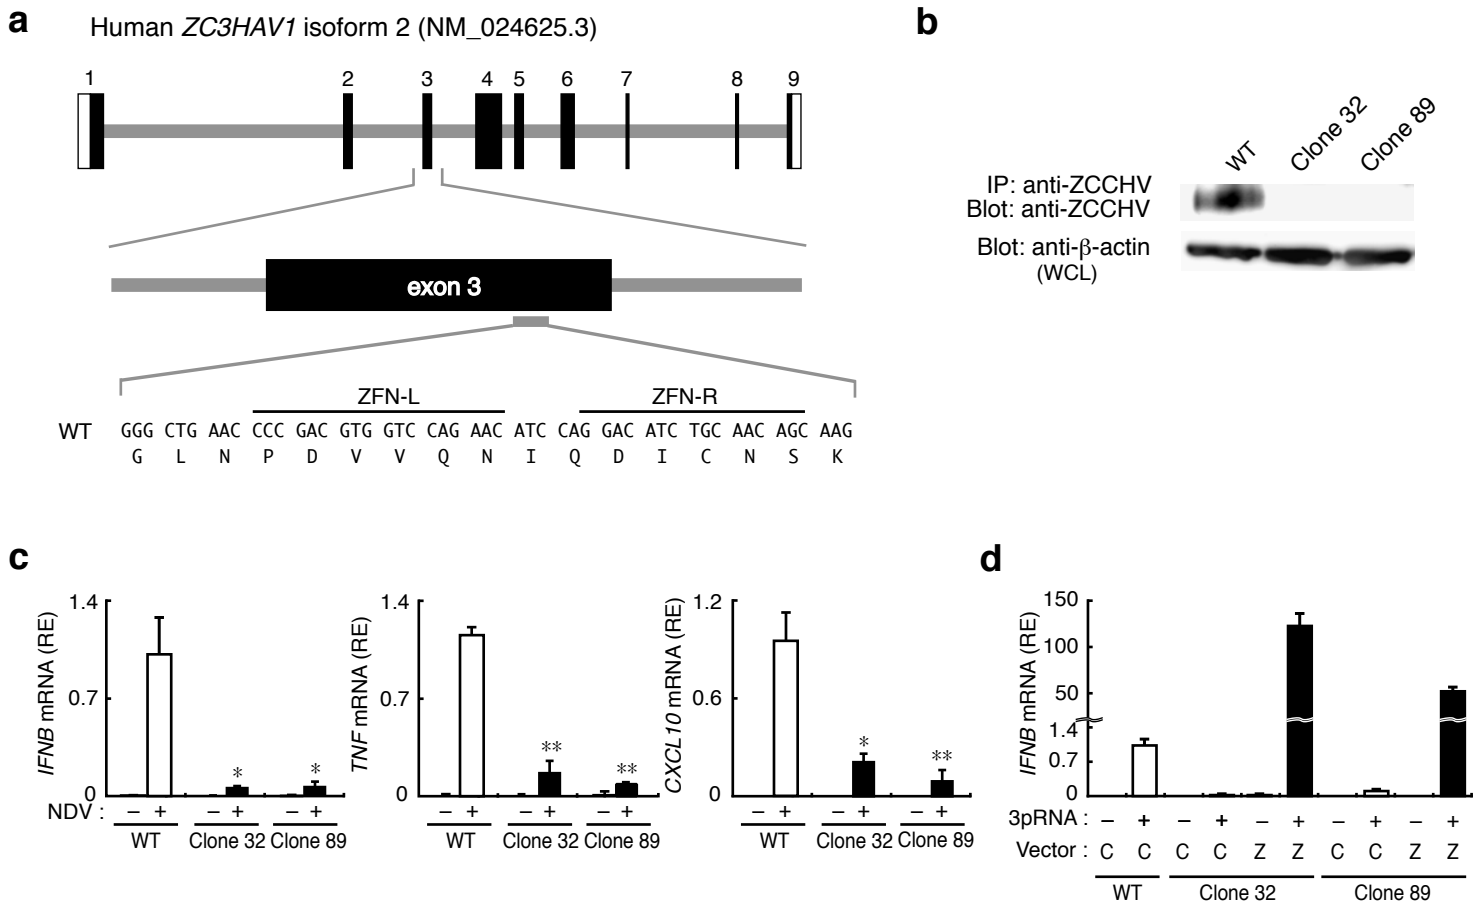 a
Human ZC3HAV1 isoform 2 (NM_024625.3)
1 2 3 4 5 6 7 8 9
exon 3
ZFN-L ZFN-R
WT GGG CTG AAC CCC GAC GTG GTC CAG AAC ATC CAG GAC ATC TGC AAC AGC AAG
G L N P D V V Q N I Q D I C N S K
b
WT Clone 32 Clone 89
IP: anti-ZCCHV
Blot: anti-ZCCHV
Blot: anti-β-actin
(WCL)
c
IFNB mRNA (RE)
1.4
0.7
0
* *
NDV : – + – + – +
WT Clone 32 Clone 89
TNF mRNA (RE)
1.4
0.7
0
** **
– + – + – +
WT Clone 32 Clone 89
CXCL10 mRNA (RE)
1.2
0.6
0
* **
– + – + – +
WT Clone 32 Clone 89
d
IFNB mRNA (RE)
150
100
50
1.4
0.7
0
3pRNA : – + – + – + – + – +
Vector : C C C C Z Z C C Z Z
WT Clone 32 Clone 89